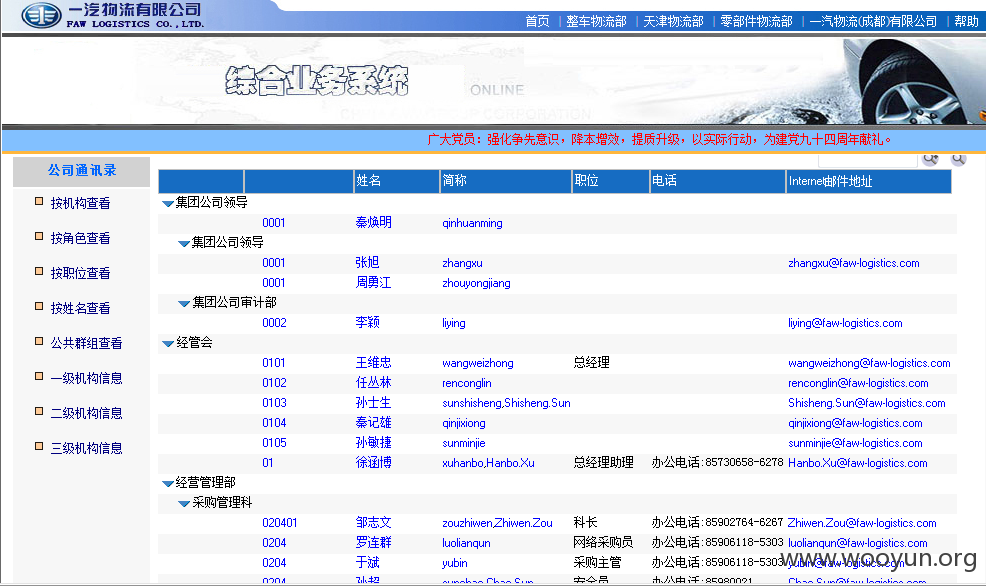 一汽物流有限公司
FAW LOGISTICS CO., LTD.
首页 | 整车物流部 | 天津物流部 | 零部件物流部 | 一汽物流(成都)有限公司 | 帮助
综合业务系统
ONLINE
广大党员：强化争先意识，降本增效，提质升级，以实际行动，为建党九十四周年献礼。
公司通讯录
按机构查看
按角色查看
按职位查看
按姓名查看
公共群组查看
一级机构信息
二级机构信息
三级机构信息
姓名 简称 职位 电话 Internet邮件地址
集团公司领导
0001 秦焕明 qinhuanming
集团公司领导
0001 张旭 zhangxu zhangxu@faw-logistics.com
0001 周勇江 zhouyongjiang
集团公司审计部
0002 李颖 liying liying@faw-logistics.com
经管会
0101 王维忠 wangweizhong 总经理 wangweizhong@faw-logistics.com
0102 任丛林 renconglin renconglin@faw-logistics.com
0103 孙士生 sunshisheng,Shisheng.Sun Shisheng.Sun@faw-logistics.com
0104 秦记雄 qinjixiong qinjixiong@faw-logistics.com
0105 孙敏捷 sunminjie sunminjie@faw-logistics.com
01 徐涵博 xuhanbo,Hanbo.Xu 总经理助理 办公电话:85730658-6278 Hanbo.Xu@faw-logistics.com
经营管理部
采购管理科
020401 邹志文 zouzhiwen,Zhiwen.Zou 科长 办公电话:85902764-6267 Zhiwen.Zou@faw-logistics.com
0204 罗连群 luolianqun 网络采购员 办公电话:85906118-5303 luolianqun@faw-logistics.com
0204 于斌 yubin 采购主管 办公电话:85906118-5303 yubin@faw-logistics.com
0204 孙超 sunchao,Chao.Sun 安全员 办公电话:85980021 Chao.Sun@faw-logistics.com
www.wooyun.org